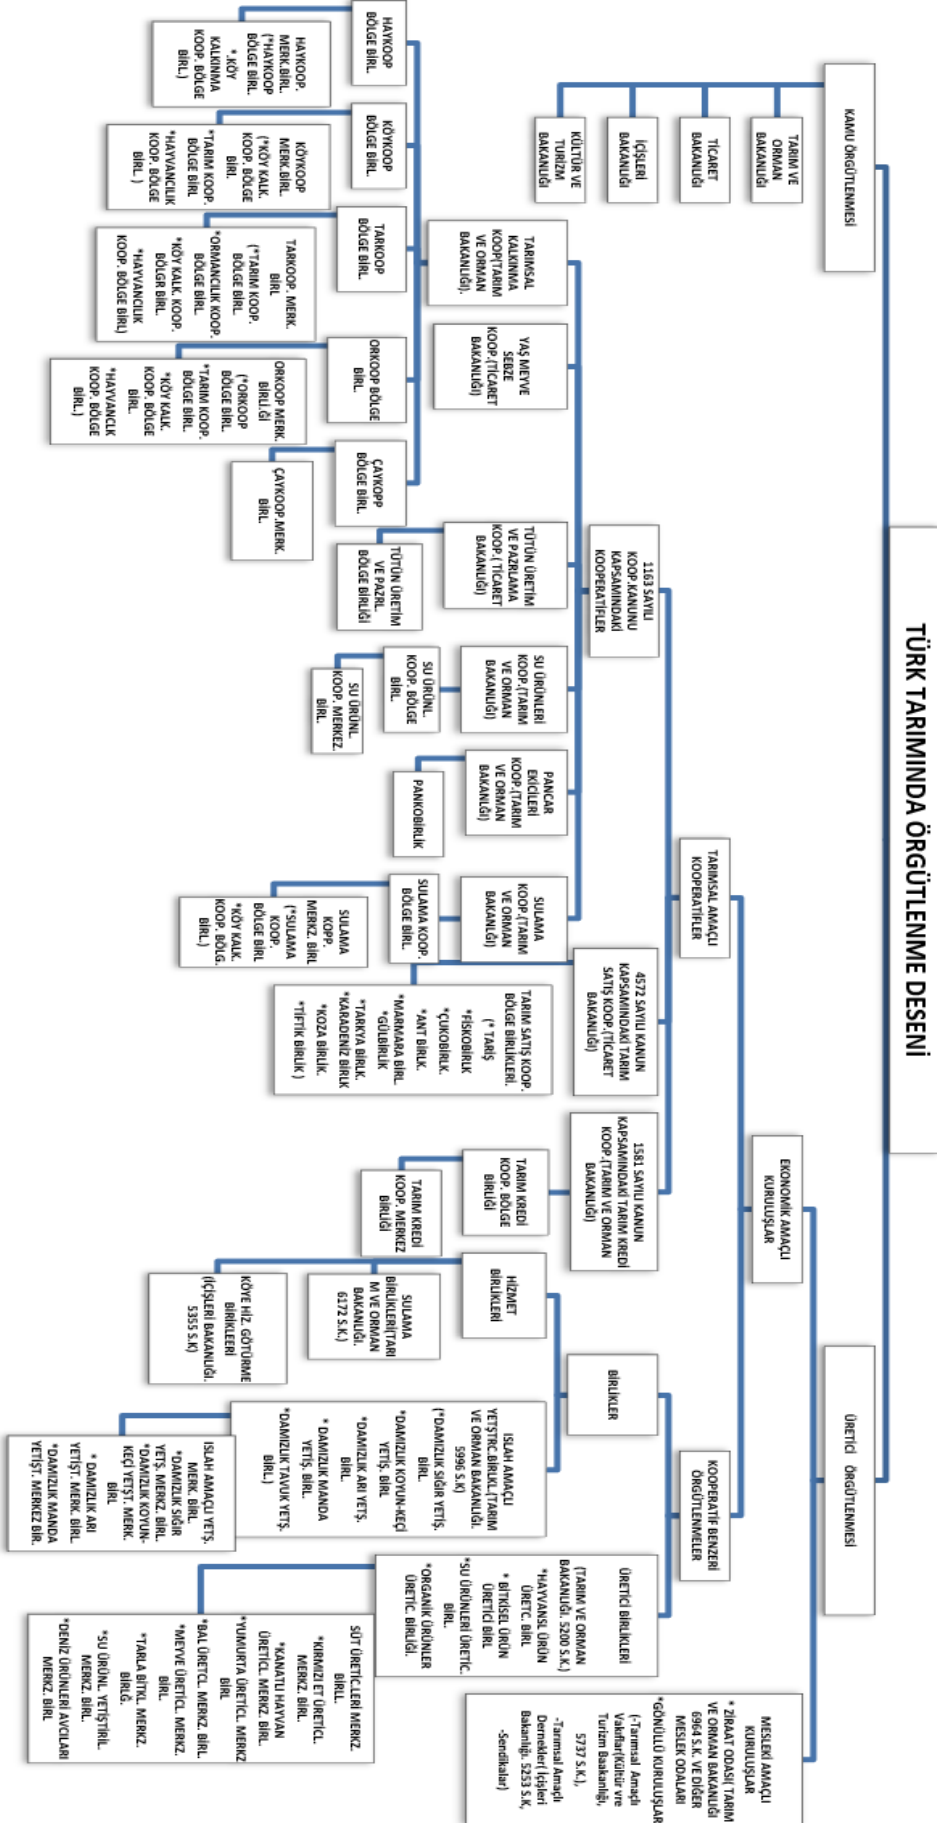 TÜRK TARIMINDA ÖRGÜTLENME DESENİ
KAMU ÖRGÜTLENMESİ
TARIM VE
ORMAN
BAKANLIĞI
TİCARET
BAKANLIĞI
İÇİŞLERİ
BAKANLIĞI
KÜLTÜR VE
TURİZM
BAKANLIĞI
ÜRETİCİ ÖRGÜTLENMESİ
EKONOMİK AMAÇLI
KURULUŞLAR
TARIMSAL AMAÇLI
KOOPERATİFLER
1163 SAYILI
KOOP.KANUNU
KAPSAMINDAKİ
KOOPERATİFLER
TARIMSAL
KALKINMA
KOOP(TARIM
VE ORMAN
BAKANLIĞI).
HAYKOOP
BÖLGE BİRL.
HAYKOOP.
MERK.BİRL.
(*HAYKOOP
BÖLGE BİRL.
*.KÖY
KALKINMA
KOOP. BÖLGE
BİRL.)
KÖYKOOP
BÖLGE BİRL.
KÖYKOOP
MERK.BİRL.
(*KÖY KALK.
KOOP. BÖLGE
BİRL.
*TARIM KOOP.
BÖLGE BİRL.
*HAYVANCILIK
KOOP. BÖLGE
BİRL. )
TARKOOP
BÖLGE BİRL.
TARKOOP. MERK.
BİRL
(*TARIM KOOP.
BÖLGE BİRL.
*ORMANCILIK KOOP.
BÖLGE BİRL.
*KÖY KALK. KOOP.
BÖLGR BİRL.
*HAYVANCILIK
KOOP. BÖLGE BİRL)
ORKOOP BÖLGE
BİRL.
ORKOOP MERK.
BİRLİ.Ğİ
(*ORKOOP
BÖLGE BİRL.
*TARIM KOOP.
BÖLGE BİRL.
*KÖY KALK.
KOOP. BÖLGE
BİRL.
*HAYVANCLK
KOOP. BÖLGE
BİRL.)
ÇAYKOPP
BÖLGE BİRL.
ÇAYKOOP.MERK.
BİRL.
YAŞ MEYVE
SEBZE
KOOP.(TİCARET
BAKANLIĞI)
TÜTÜN ÜRETİM
VE PAZRLAMA
KOOP.( TİCARET
BAKANLIĞI)
TÜTÜN ÜRETİM
VE PAZRL.
BÖLGE BİRLİĞİ
SU ÜRÜNLERİ
KOOP.(TARIM
VE ORMAN
BAKANLIĞI)
SU ÜRÜNL.
KOOP. BÖLGE
BİRL.
SU ÜRÜNL.
KOOP. MERKEZ.
BİRL.
PANCAR
EKİCİLERİ
KOOP.(TARIM
VE ORMAN
BAKANLĞI)
PANKOBİRLİK
SULAMA
KOOP.(TARIM
VE ORMAN
BAKANLĞI)
SULAMA KOOP.
BÖLGE BİRL.
SULAMA
KOPP.
MERKZ. BİRL
(*SULAMA
KOOP.
BÖLGE BİRL
*KÖY KALK.
KOOP. BÖLG.
BİRL.)
4572 SAYILI KANUN
KAPSAMINDAKİ TARIM
SATIŞ KOOP.(TİCARET
BAKANLIĞI)
TARIM SATIŞ KOOP.
BÖLGE BİRLİKLERİ.
(* TARİŞ
*FİSKOBİRLK
*ÇUKOBİRLK.
*ANT BİRLK.
*MARMARA BİRL.
*GÜLBİRLİK
*TARKYA BİRLK.
*KARADENİZ BİRLK
*KOZA BİRLİK.
*TİFTİK BİRLİK )
1581 SAYILI KANUN
KAPSAMINDAKİ TARIM KREDİ
KOOP.(TARIM VE ORMAN
BAKANLIĞI)
TARIM KREDİ
KOOP. BÖLGE
BİRLİĞİ
TARIM KREDİ
KOOP. MERKEZ
BİRLİĞİ
KOOPERATİF BENZERİ
ÖRGÜTLENMELER
BİRLİKLER
HİZMET
BİRLİKLERİ
SULAMA
BİRLİKLERİ(TARI
M VE ORMAN
BAKANLIĞI.
6172 S.K.)
KÖYE HİZ. GÖTÜRME
BİRİKLEERİ
(İÇİŞLERİ BAKANLIĞI.
5355 S.K)
ISLAH AMAÇLI
YETŞTRC.BİRLKL.(TARIM
VE ORMAN BAKANLIĞI.
5996 S.K)
(*DAMIZLIK SIĞIR YETİŞ.
BİRL.
*DAMIZLIK KOYUN-KEÇİ
YETİŞ. BİRL
*DAMIZLIK ARI YETŞ.
BİRL.
* DAMIZLIK MANDA
YETİŞ. BİRL.
*DAMIZLIK TAVUK YETŞ.
BİRL.)
ISLAH AMAÇLI YETŞ.
MERK. BİRL.
*DAMIZLIK SIĞIR
YETŞ. MERKZ. BİRL.
*DAMIZLIK KOYUN-
KEÇİ YETŞT. MERK.
BİRL
* DAMIZLIK ARI
YETİŞT. MERK. BİRL.
*DAMIZLIK MANDA
YETİŞT. MERKEZ BİR.
ÜRETİCİ BİRLİKLERİ
(TARIM VE ORMAN
BAKANLIĞI. 5200 S.K.)
*HAYVANSL ÜRÜN
ÜRETC. BİRL
* BİTKİSEL ÜRÜN
ÜRETİCİ BİRL
*SU ÜRÜNLERİ ÜRETİC.
BİRL.
*ORGANİK ÜRÜNLER
ÜRETİC. BİRLİĞİ.
SÜT ÜRETİC.LERİ MERKZ.
BİRLL.
*KIRMIZI ET ÜRETİCL.
MERKZ. BİRL.
*KANATLI HAYVAN
ÜRETİCL. MERKZ. BİRL.
*YUMURTA ÜRETİCL. MERKZ
BİRL
*BAL ÜRETCL. MERKZ. BİRL.
*MEYVE ÜRETİCL. MERKZ.
BİRL.
*TARLA BİTKL. MERKZ.
BİRLĞ.
*SU ÜRÜNL. YETİŞTİRİL.
MERKZ. BİRL.
*DENİZ ÜRÜNLERİ AVCILARI
MERKZ. BİRL
MESLEKİ AMAÇLI
KURULUŞLAR
* ZİRAAT ODASI( TARIM
VE ORMAN BAKANLIĞI
6964 S.K. VE DİĞER
MESLEK ODALARI
*GÖNÜLLÜ KURULUŞLAR
(-Tarımsal Amaçlı
Vakıflar(Kültür vre
Turizm Baakanlığı,
5737 S.K.),
-Tarımsal Amaçlı
Dernekler( İçişleri
Bakanlığı. 5253 S.K,
-Sendikalar)